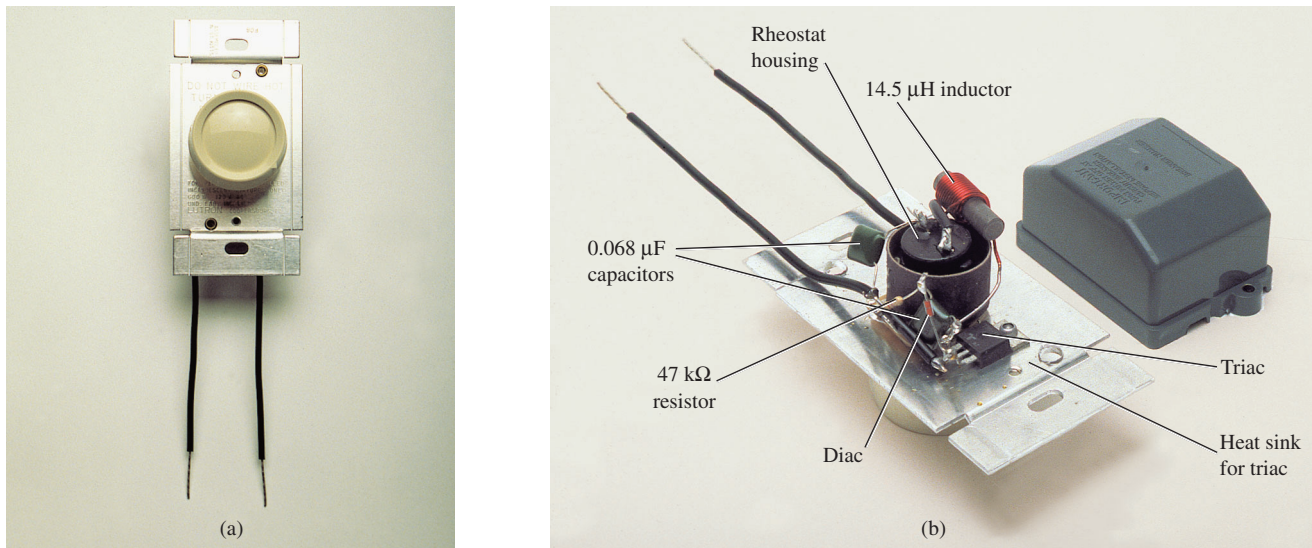 Rheostat
housing
14.5 μH inductor
0.068 μF
capacitors
47 kΩ
resistor
Diac
Triac
Heat sink
for triac
(a)
(b)